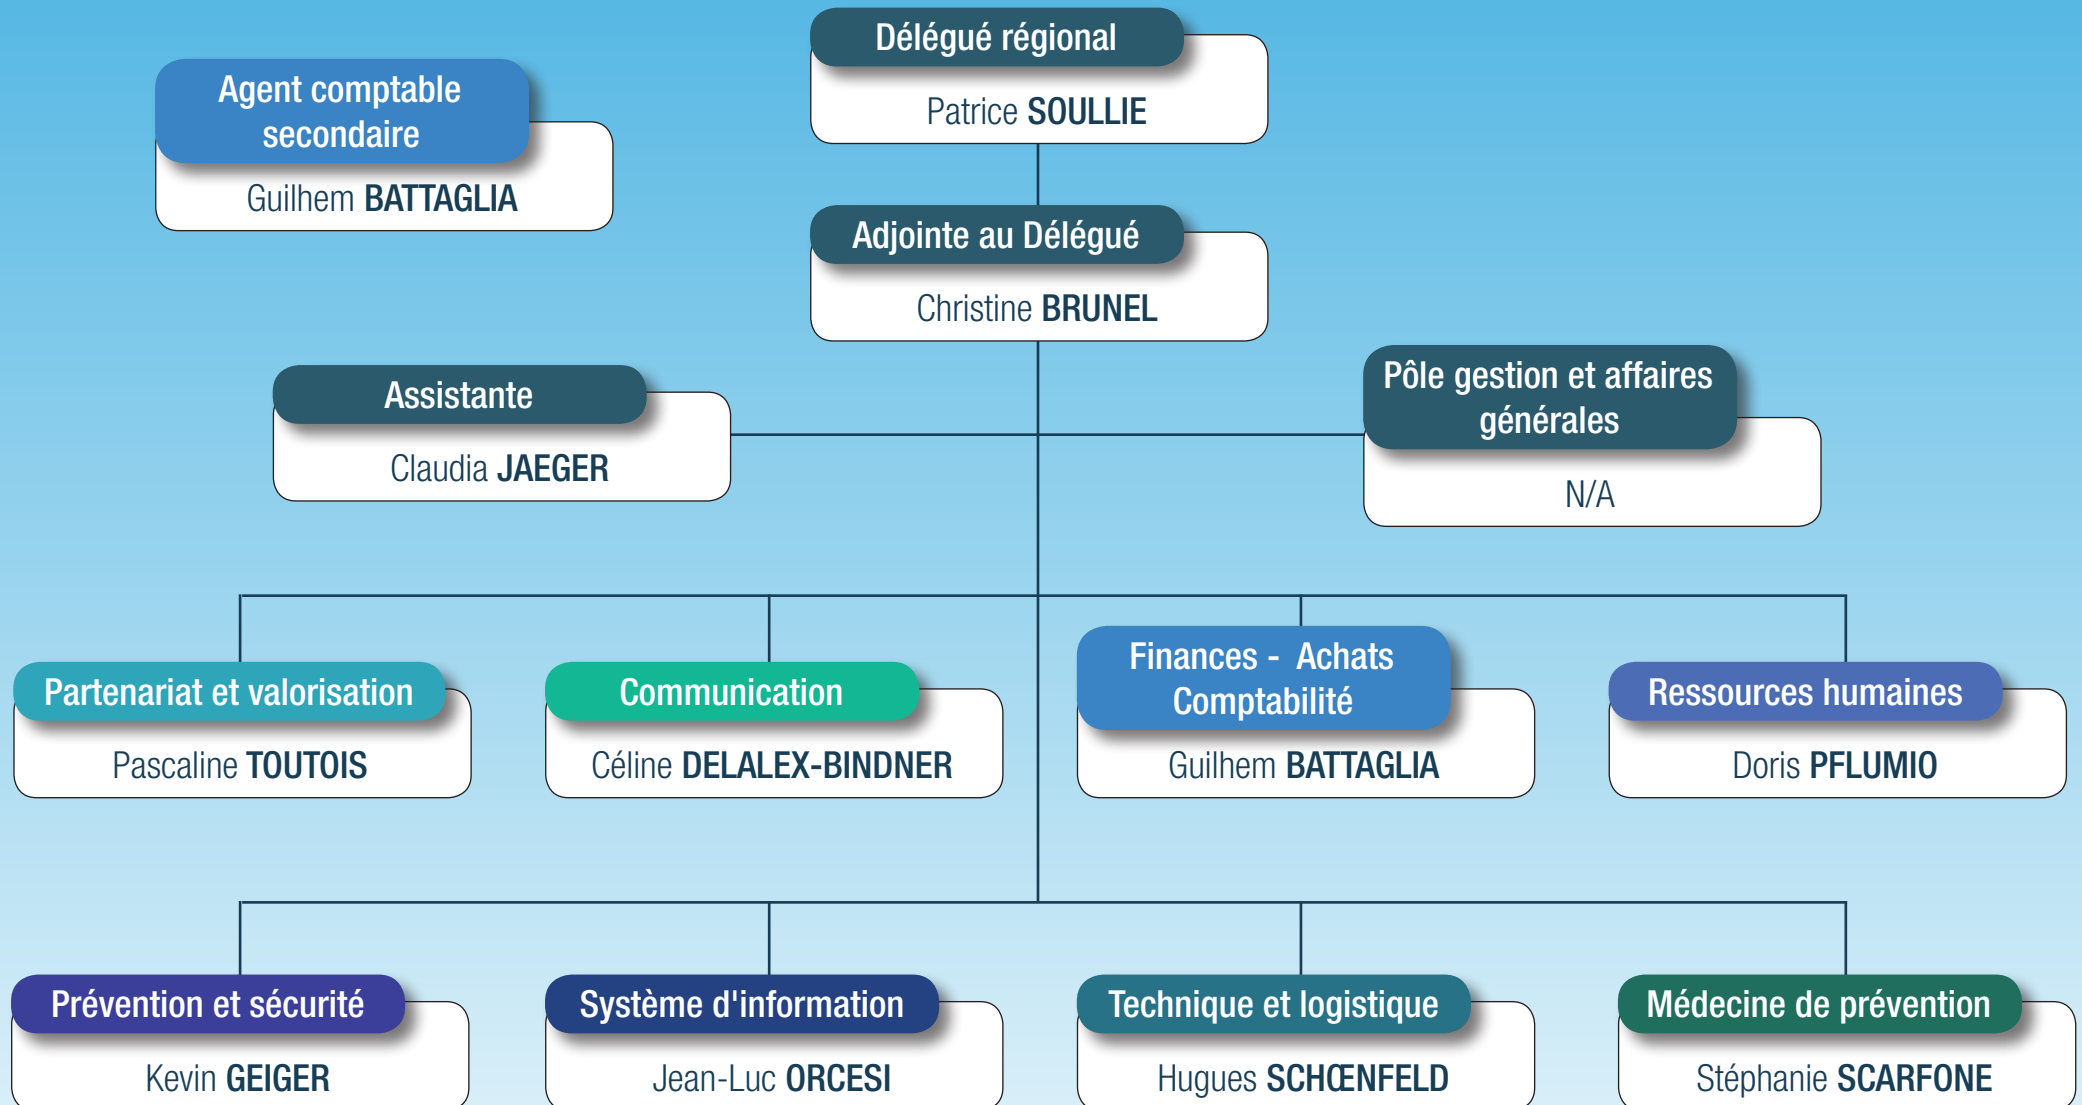 Délégué régional
Patrice SOULLIE
Agent comptable
secondaire
Guilhem BATTAGLIA
Adjointe au Délégué
Christine BRUNEL
Assistante
Claudia JAEGER
Pôle gestion et affaires
générales
N/A
Partenariat et valorisation
Pascaline TOUTOIS
Communication
Céline DELALEX-BINDNER
Finances - Achats
Comptabilité
Guilhem BATTAGLIA
Ressources humaines
Doris PFLUMIO
Prévention et sécurité
Kevin GEIGER
Système d'information
Jean-Luc ORCESI
Technique et logistique
Hugues SCHŒNFELD
Médecine de prévention
Stéphanie SCARFONE